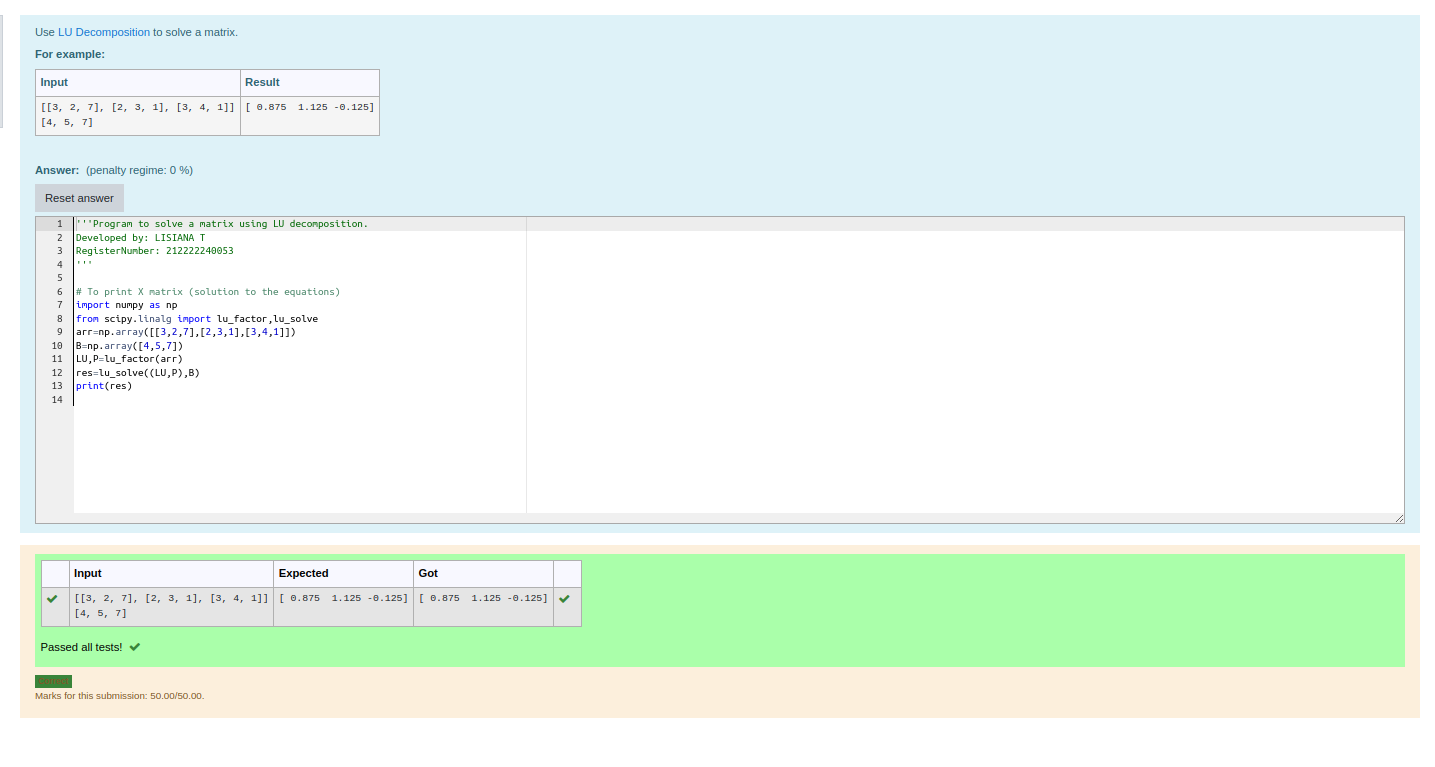 Use LU Decomposition to solve a matrix.
For example:
Input Result
[[3, 2, 7], [2, 3, 1], [3, 4, 1]] [ 0.875  1.125 -0.125]
[4, 5, 7]
Answer: (penalty regime: 0 %)
Reset answer
1 '''Program to solve a matrix using LU decomposition.
2 Developed by: LISIANA T
3 RegisterNumber: 212222240053
4 '''
5
6 # To print X matrix (solution to the equations)
7 import numpy as np
8 from scipy.linalg import lu_factor,lu_solve
9 arr=np.array([[3,2,7],[2,3,1],[3,4,1]])
10 B=np.array([4,5,7])
11 LU,P=lu_factor(arr)
12 res=lu_solve((LU,P),B)
13 print(res)
14
Input Expected Got
[[3, 2, 7], [2, 3, 1], [3, 4, 1]] [ 0.875  1.125 -0.125] [ 0.875  1.125 -0.125]
[4, 5, 7]
Passed all tests!
Marks for this submission: 50.00/50.00.